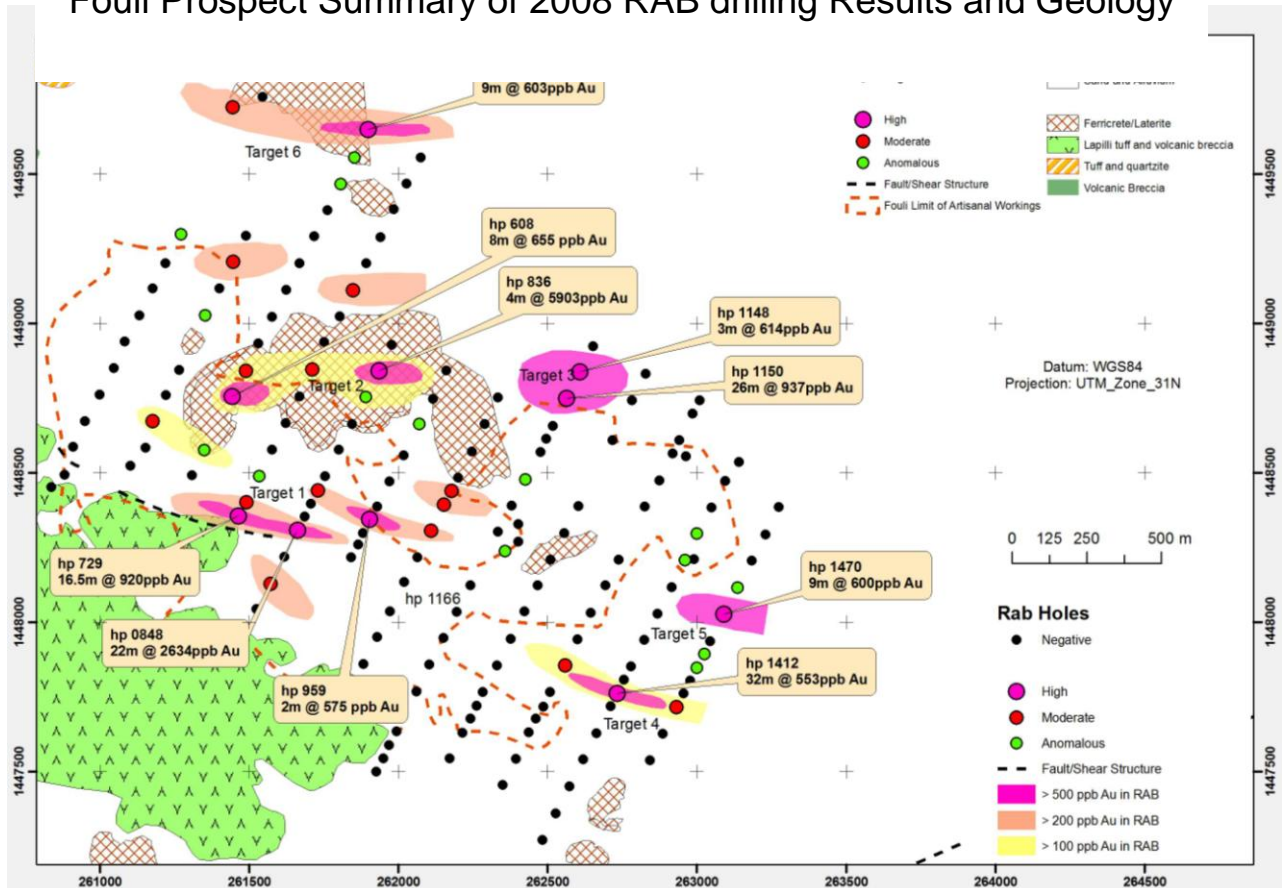 Fouli Prospect Summary of 2008 RAB drilling Results and Geology
9m @ 603ppb Au
High
Moderate
Anomalous
Fault/Shear Structure
Fouli Limit of Artisanal Workings
Ferricrete/Laterite
Lapilli tuff and volcanic breccia
Tuff and quartzite
Volcanic Breccia
Target 6
1449500
1449500
hp 608
8m @ 655 ppb Au
hp 836
4m @ 5903ppb Au
hp 1148
3m @ 614ppb Au
1449000
1449000
Target 2
Target 3
hp 1150
26m @ 937ppb Au
Datum: WGS84
Projection: UTM_Zone_31N
1448500
1448500
Target 1
0 125 250 500 m
hp 729
16.5m @ 920ppb Au
hp 1470
9m @ 600ppb Au
hp 1166
1448000
1448000
Target 5
hp 0848
22m @ 2634ppb Au
hp 1412
32m @ 553ppb Au
hp 959
2m @ 575 ppb Au
Target 4
Rab Holes
Negative
High
Moderate
Anomalous
Fault/Shear Structure
> 500 ppb Au in RAB
> 200 ppb Au in RAB
> 100 ppb Au in RAB
1447500
1447500
261000 261500 262000 262500 263000 263500 264000 264500